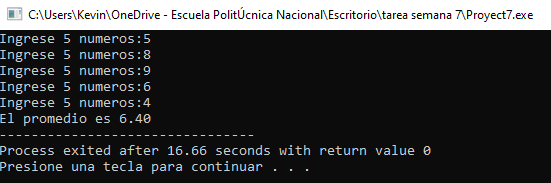 C:\Users\Kevin\OneDrive - Escuela PolitÚcnica Nacional\Escritorio\tarea semana 7\Proyect7.exe
Ingrese 5 numeros:5
Ingrese 5 numeros:8
Ingrese 5 numeros:9
Ingrese 5 numeros:6
Ingrese 5 numeros:4
El promedio es 6.40
--------------------------------
Process exited after 16.66 seconds with return value 0
Presione una tecla para continuar . . .